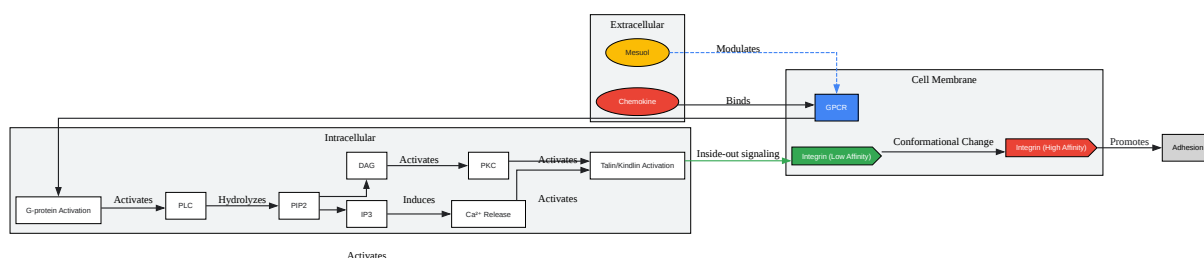 Extracellular
Mesuol
Modulates
Cell Membrane
Chemokine
Binds
GPCR
Intracellular
Conformational Change
Promotes
DAG
Activates
PKC
Activates
Talin/Kindlin Activation
Inside-out signaling
Integrin (Low Affinity)
Integrin (High Affinity)
Adhesion
G-protein Activation
Activates
PLC
Hydrolyzes
PIP2
IP3
Induces
Ca²⁺ Release
Activates
Activates